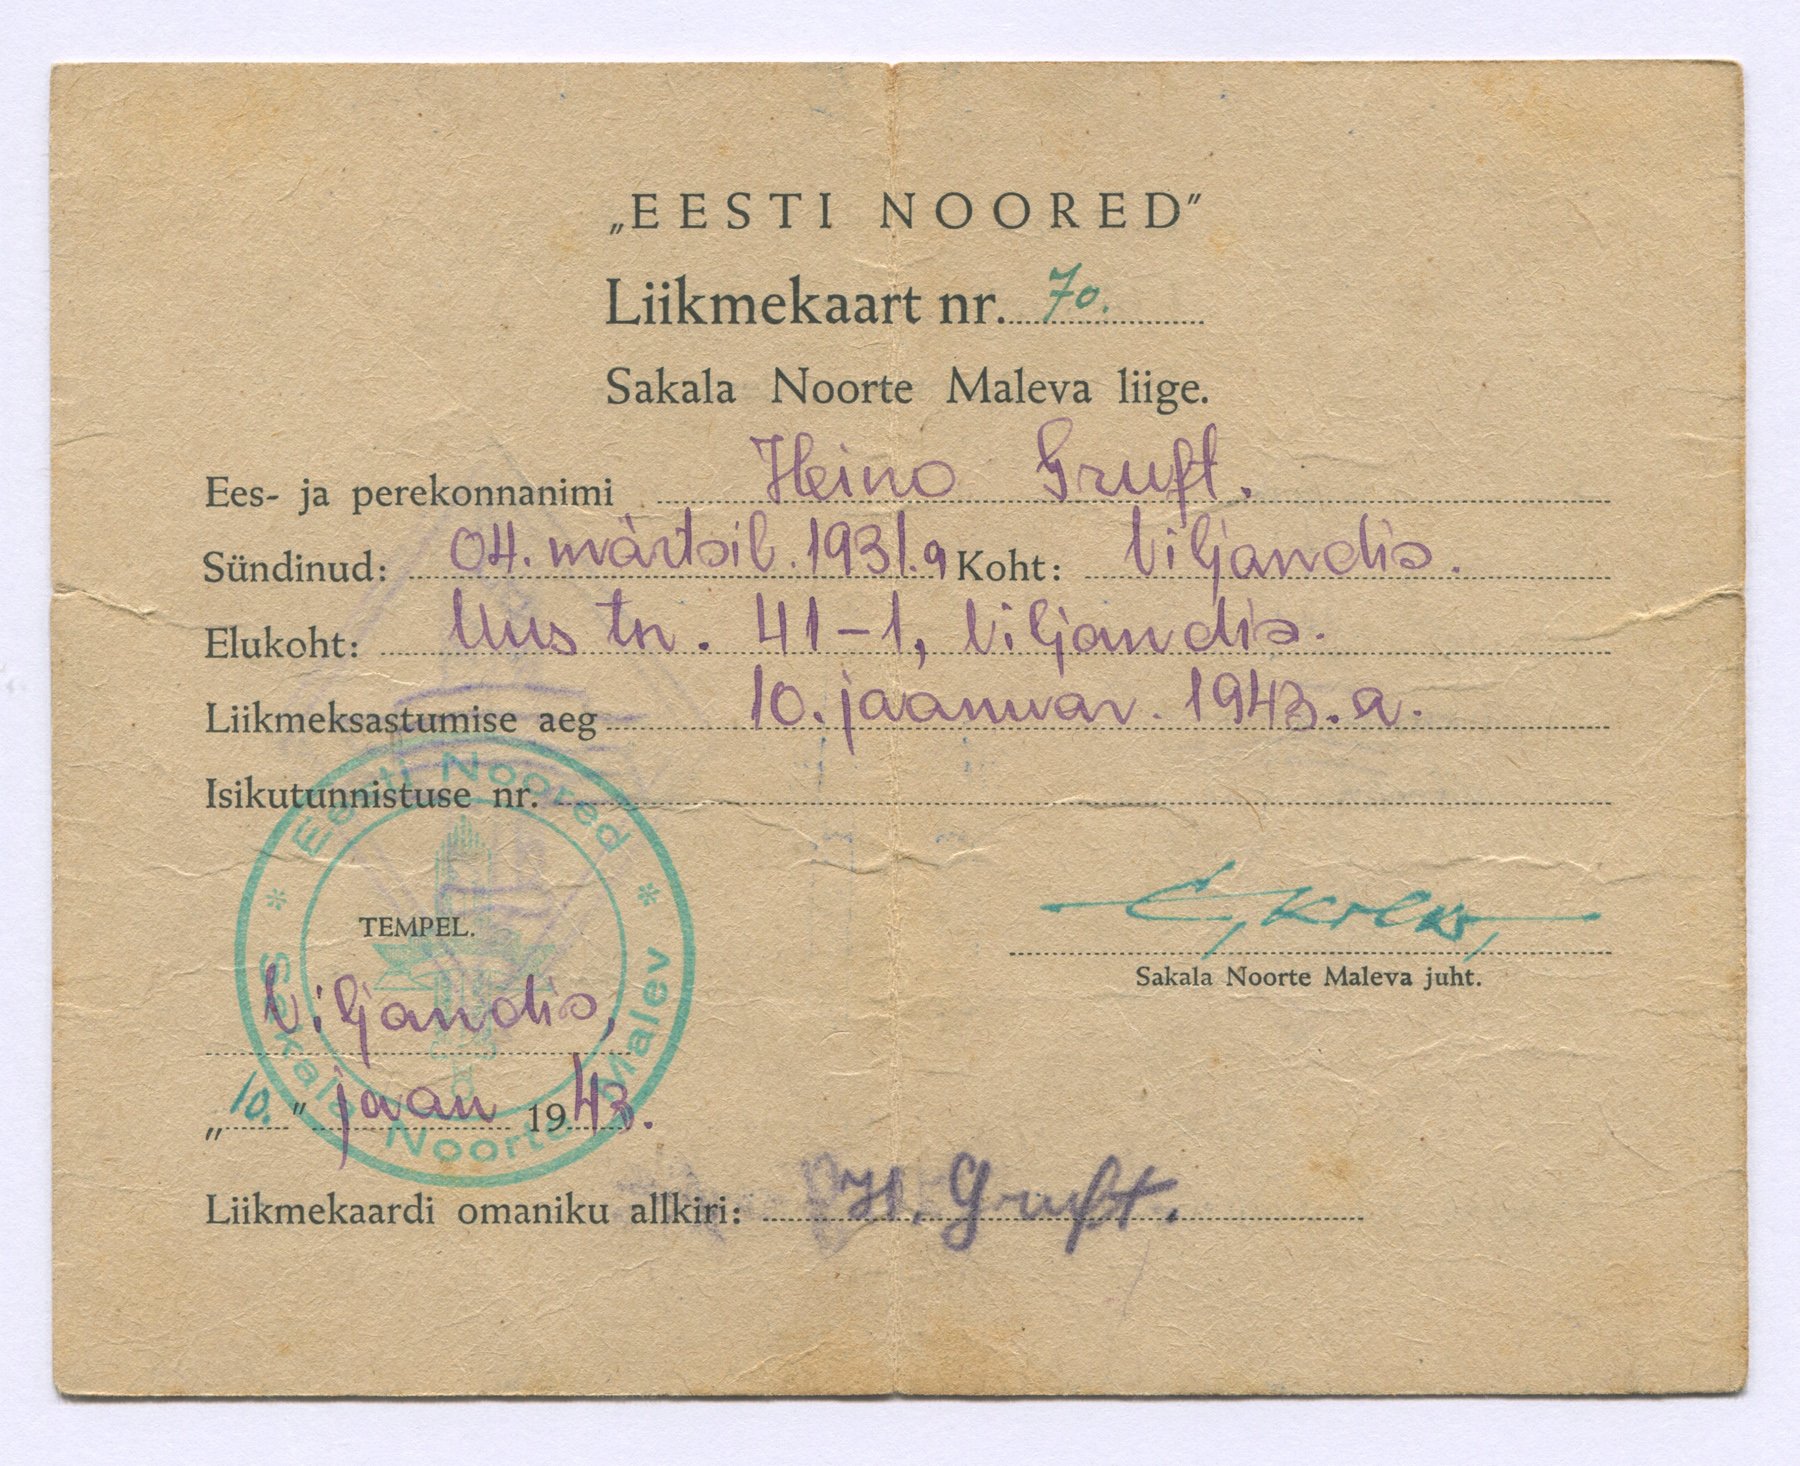 „EESTI NOORED”
Liikmekaart nr. 70.
Sakala Noorte Maleva liige.
Ees- ja perekonnanimi Heino Gruft.
Sündinud: 04. märtsil. 1931.a Koht: Viljandis.
Elukoht: Uus tn. 41-1, Viljandis.
Liikmeksastumise aeg 10. jaanuar. 1943. a.
Isikutunnistuse nr.
Eesti Noored
Sakala Noorte Malev
TEMPEL.
Sakala Noorte Maleva juht.
Viljandis,
„10.” jaan 1943.
Liikmekaardi omaniku allkiri: H. Gruft.